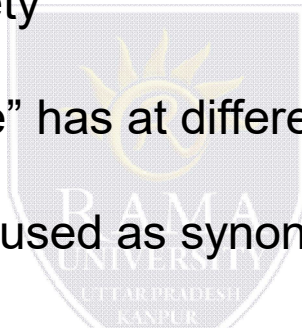 ety
e” has at differe
used as synon
RAMA
UNIVERSITY
UTTAR PRADESH
KANPUR